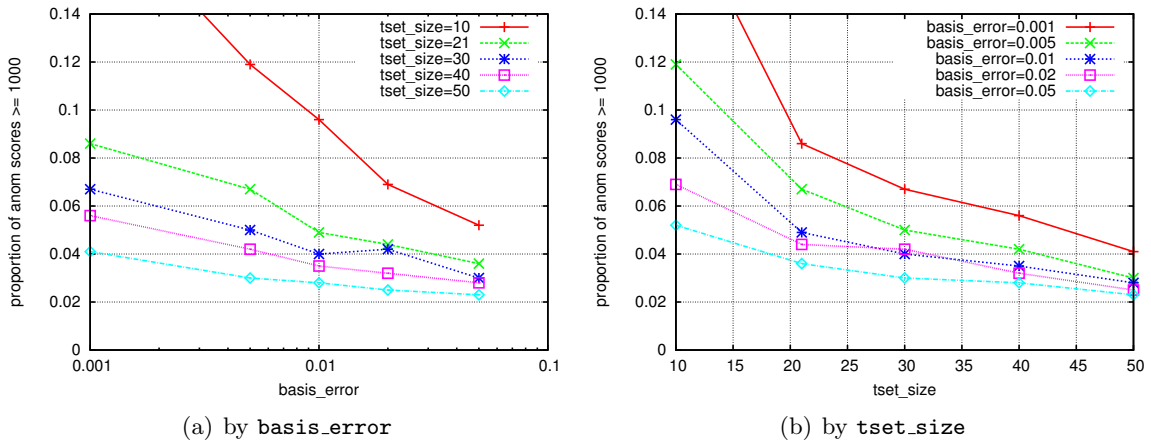 0.14
0.12
0.1
0.08
0.06
0.04
0.02
0
proportion of anom scores >= 1000
tset_size=10
tset_size=21
tset_size=30
tset_size=40
tset_size=50
0.001 0.01 0.1
basis_error
(a) by basis_error
0.14
0.12
0.1
0.08
0.06
0.04
0.02
0
proportion of anom scores >= 1000
basis_error=0.001
basis_error=0.005
basis_error=0.01
basis_error=0.02
basis_error=0.05
10 15 20 25 30 35 40 45 50
tset_size
(b) by tset_size